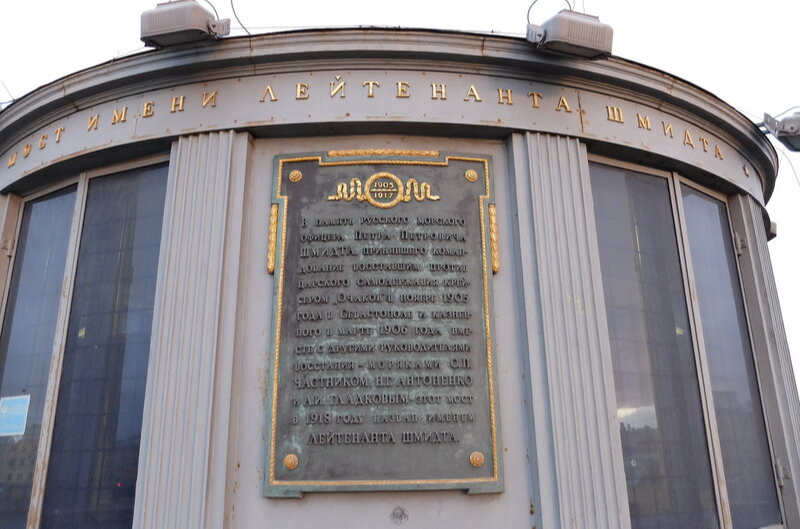 МОСТ ИМЕНИ ЛЕЙТЕНАНТА ШМИДТА
1905
1917
В ПАМЯТЬ РУССКОГО МОРСКОГО
ОФИЦЕРА ПЕТРА ПЕТРОВИЧА
ШМИДТА, ПРИНЯВШЕГО КОМАН-
ДОВАНИЕ ВОССТАВШИМ ПРОТИВ
ЦАРСКОГО САМОДЕРЖАВИЯ КРЕЙ-
СЕРОМ „ОЧАКОВ" В НОЯБРЕ 1905
ГОДА В СЕВАСТОПОЛЕ И КАЗНЕН-
НОГО В МАРТЕ 1906 ГОДА ВМЕ-
СТЕ С ДРУГИМИ РУКОВОДИТЕЛЯМИ
ВОССТАНИЯ - МОРЯКАМИ С.П.
ЧАСТНИКОМ, Н.Г. АНТОНЕНКО
И А.И. ГЛАДКОВЫМ - ЭТОТ МОСТ
В 1918 ГОДУ НАЗВАН ИМЕНЕМ
ЛЕЙТЕНАНТА ШМИДТА.